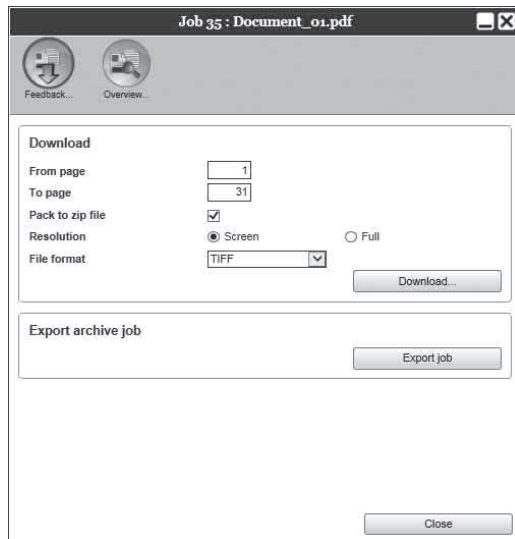 Job 35 : Document_01.pdf
Feedback... Overview...
Download
From page 1
To page 31
Pack to zip file
Resolution Screen Full
File format TIFF
Download...
Export archive job
Export job
Close